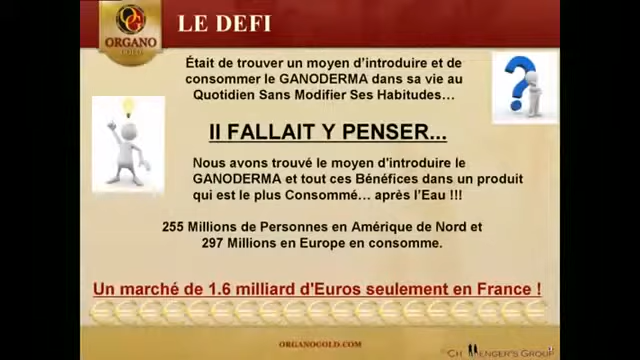 ORGANO
GOLD
LE DEFI
Était de trouver un moyen d'introduire et de
consommer le GANODERMA dans sa vie au
Quotidien Sans Modifier Ses Habitudes…
Il FALLAIT Y PENSER...
Nous avons trouvé le moyen d'introduire le
GANODERMA et tout ces Bénéfices dans un produit
qui est le plus Consommé… après l'Eau !!!
255 Millions de Personnes en Amérique de Nord et
297 Millions en Europe en consomme.
Un marché de 1.6 milliard d'Euros seulement en France !
ORGANOGOLD.COM